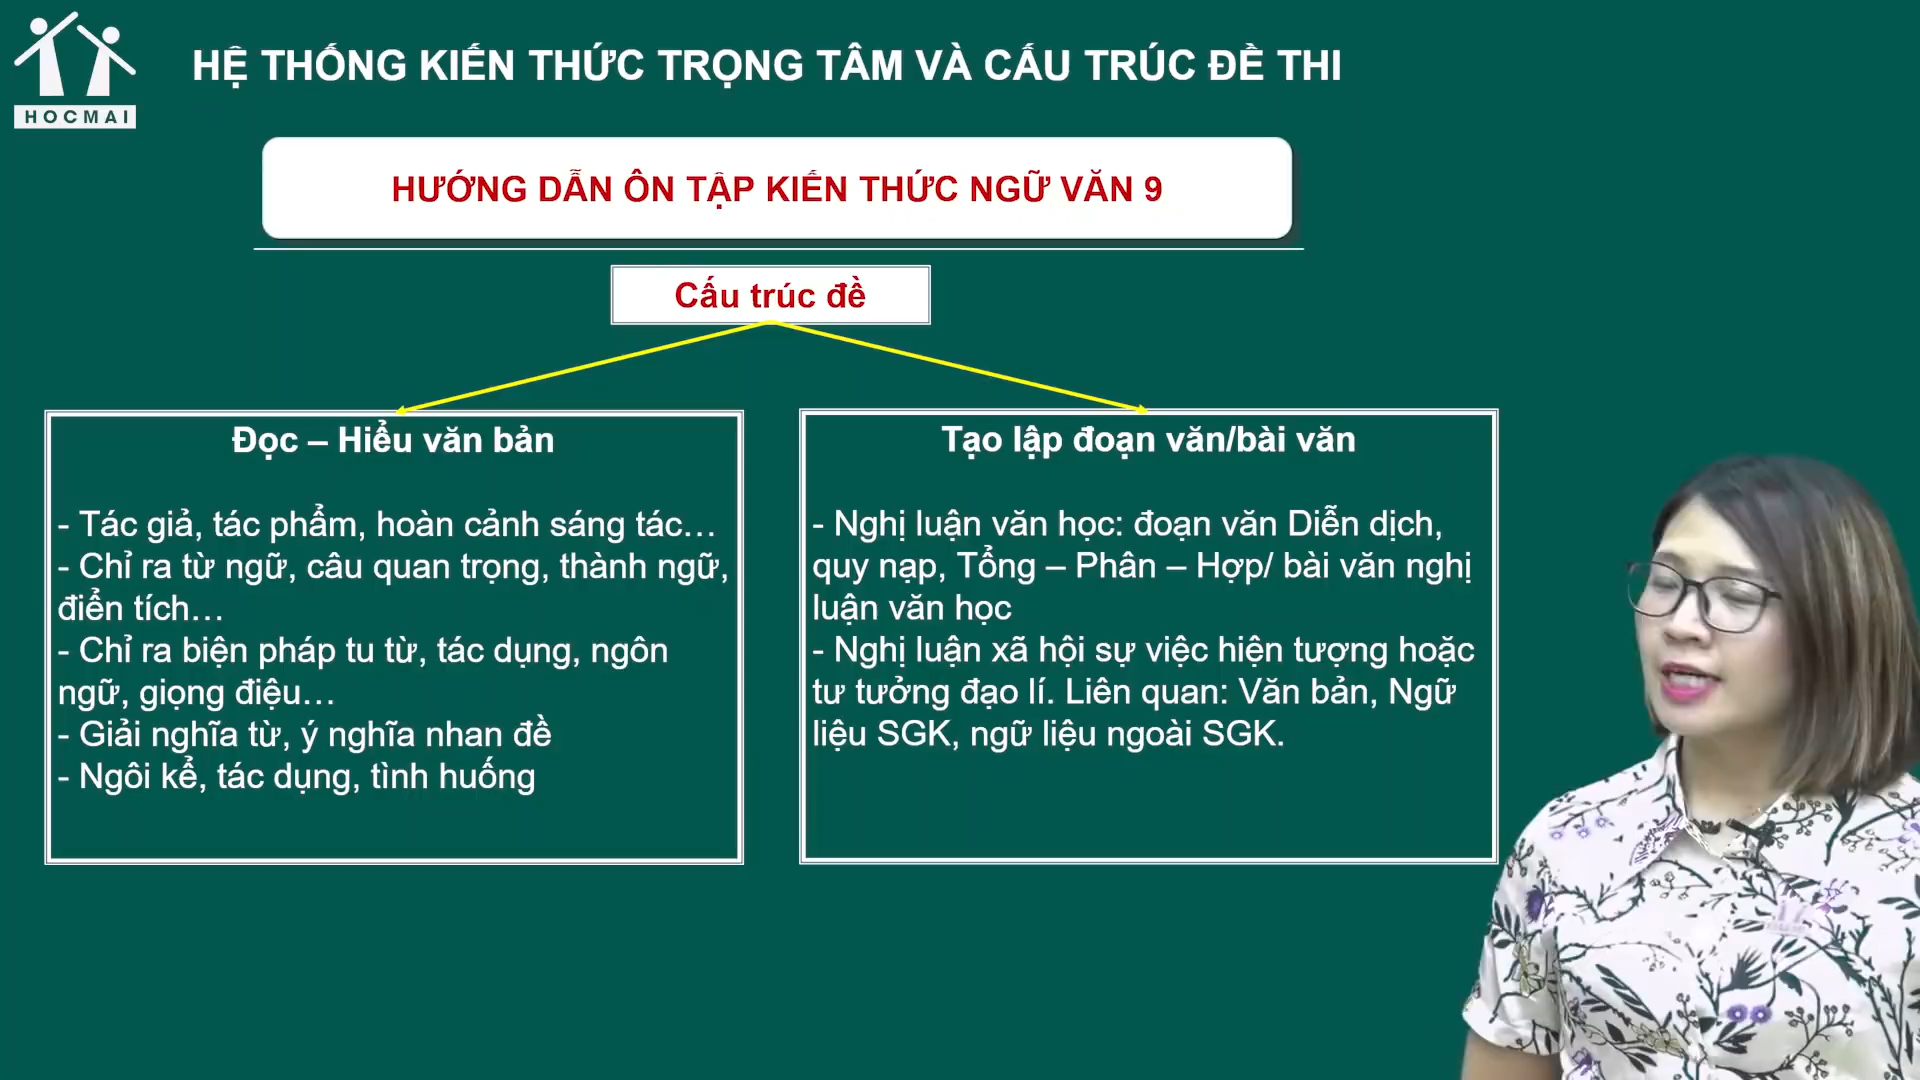 HOCMAI
HỆ THỐNG KIẾN THỨC TRỌNG TÂM VÀ CẤU TRÚC ĐỀ THI
HƯỚNG DẪN ÔN TẬP KIẾN THỨC NGỮ VĂN 9
Cấu trúc đề
Đọc – Hiểu văn bản
- Tác giả, tác phẩm, hoàn cảnh sáng tác…
- Chỉ ra từ ngữ, câu quan trọng, thành ngữ,
điển tích…
- Chỉ ra biện pháp tu từ, tác dụng, ngôn
ngữ, giọng điệu…
- Giải nghĩa từ, ý nghĩa nhan đề
- Ngôi kể, tác dụng, tình huống
Tạo lập đoạn văn/bài văn
- Nghị luận văn học: đoạn văn Diễn dịch,
quy nạp, Tổng – Phân – Hợp/ bài văn nghị
luận văn học
- Nghị luận xã hội sự việc hiện tượng hoặc
tư tưởng đạo lí. Liên quan: Văn bản, Ngữ
liệu SGK, ngữ liệu ngoài SGK.